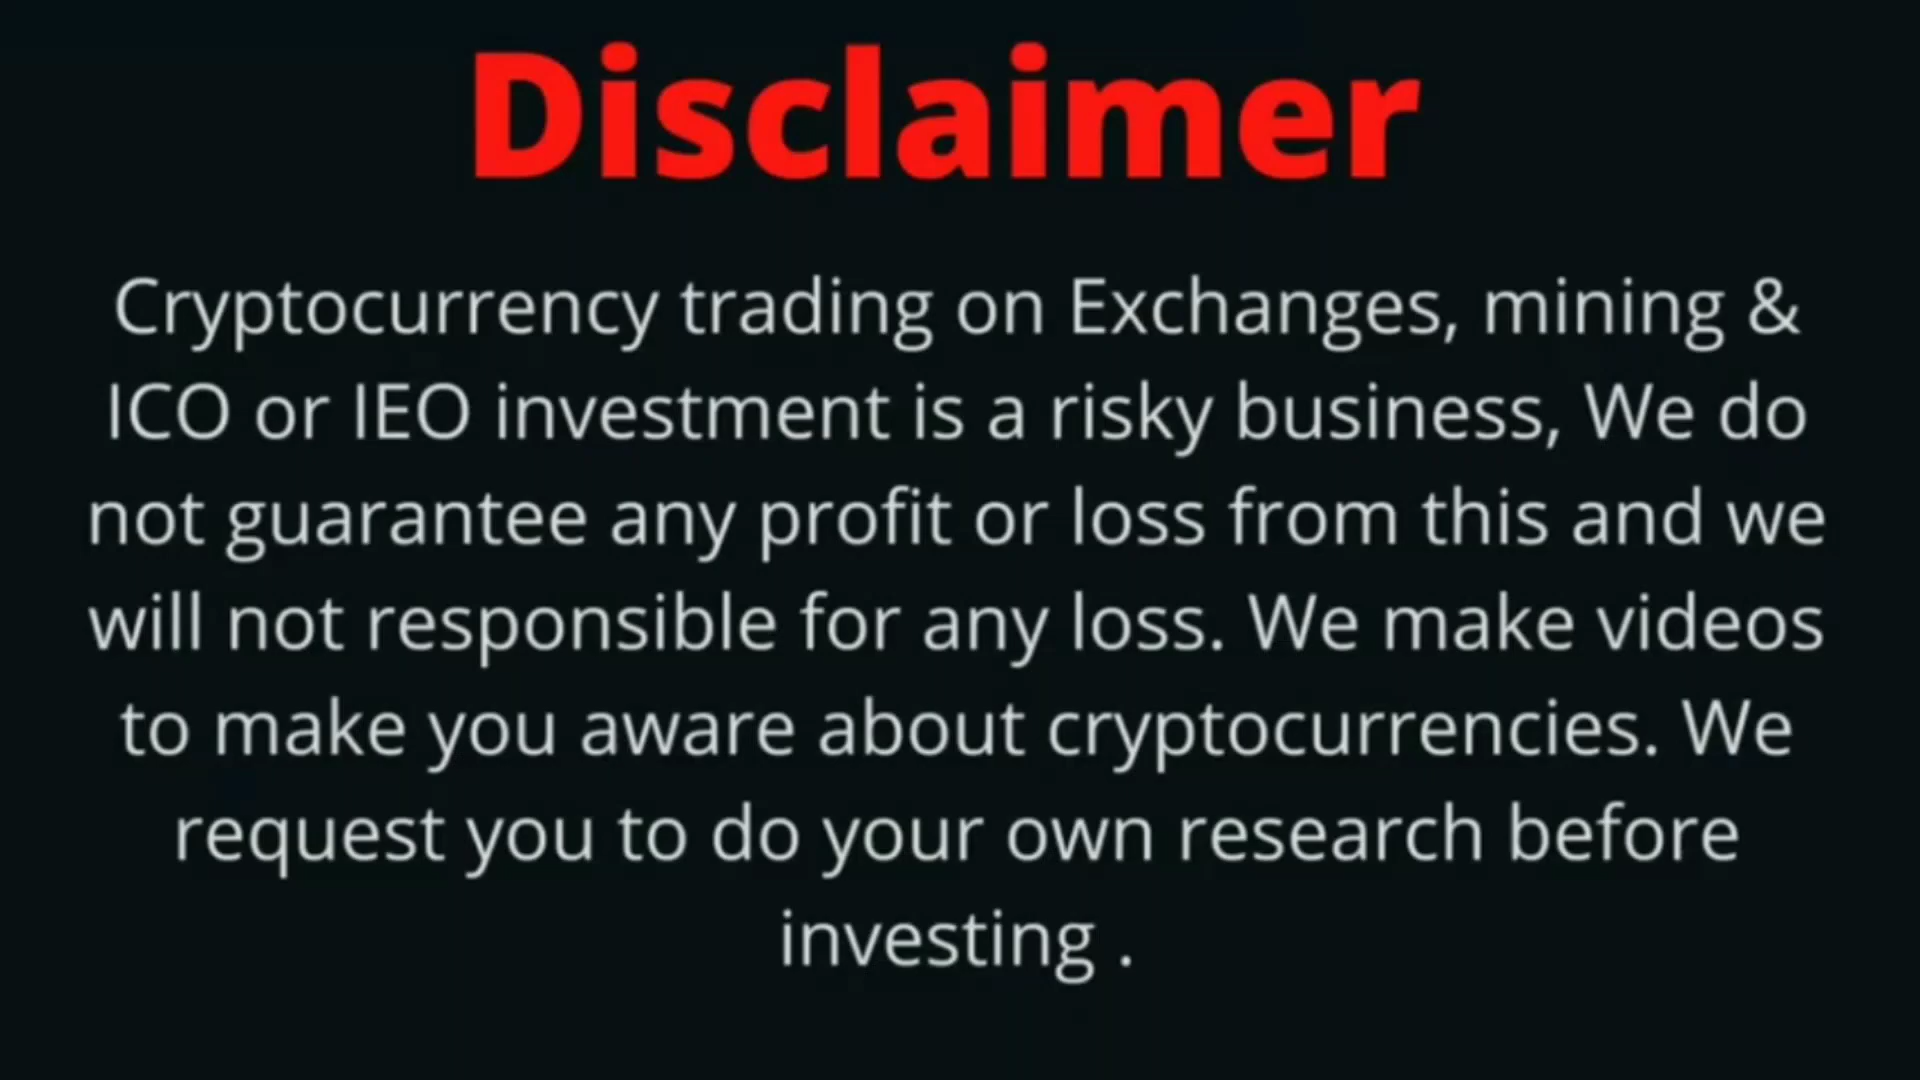 Disclaimer
Cryptocurrency trading on Exchanges, mining &
ICO or IEO investment is a risky business, We do
not guarantee any profit or loss from this and we
will not responsible for any loss. We make videos
to make you aware about cryptocurrencies. We
request you to do your own research before
investing .